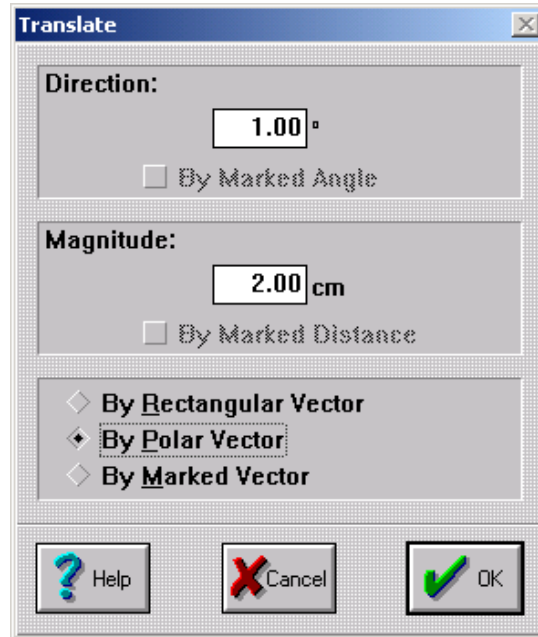 Translate
Direction:
1.00 °
By Marked Angle
Magnitude:
2.00 cm
By Marked Distance
By Rectangular Vector
By Polar Vector
By Marked Vector
Help Cancel OK